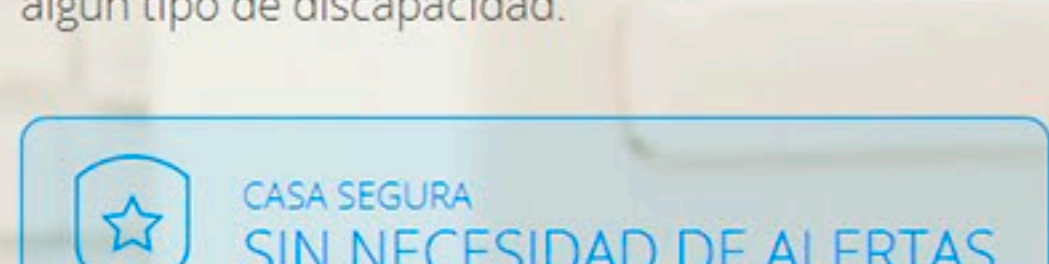 algún tipo de discapacidad.
CASA SEGURA
SIN NECESIDAD DE ALERTAS